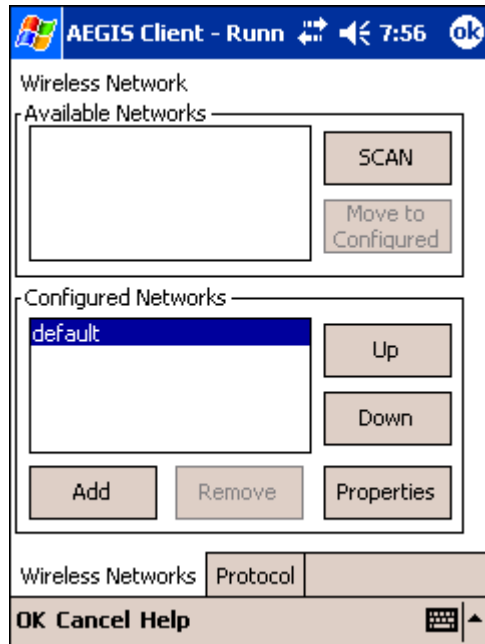 AEGIS Client - Runn 7:56 ok
Wireless Network
Available Networks
SCAN
Move to
Configured
Configured Networks
default
Up
Down
Add Remove Properties
Wireless Networks Protocol
OK Cancel Help